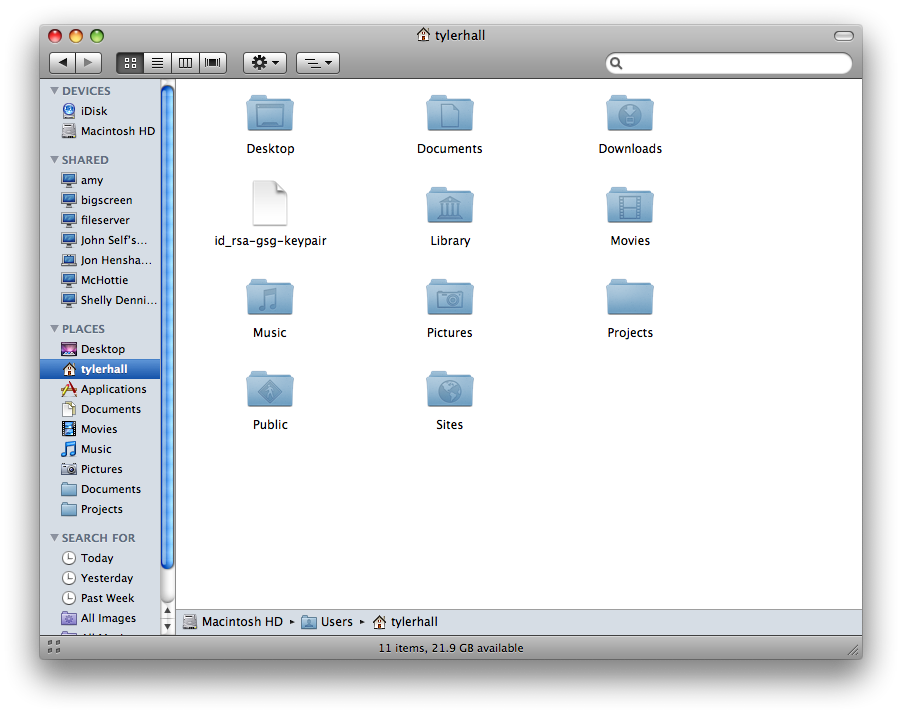 tylerhall
DEVICES
iDisk
Macintosh HD
SHARED
amy
bigscreen
fileserver
John Self's...
Jon Hensha...
McHottie
Shelly Denni...
PLACES
Desktop
tylerhall
Applications
Documents
Movies
Music
Pictures
Documents
Projects
SEARCH FOR
Today
Yesterday
Past Week
All Images
Desktop Documents Downloads
id_rsa-gsg-keypair Library Movies
Music Pictures Projects
Public Sites
Macintosh HD ▸ Users ▸ tylerhall
11 items, 21.9 GB available